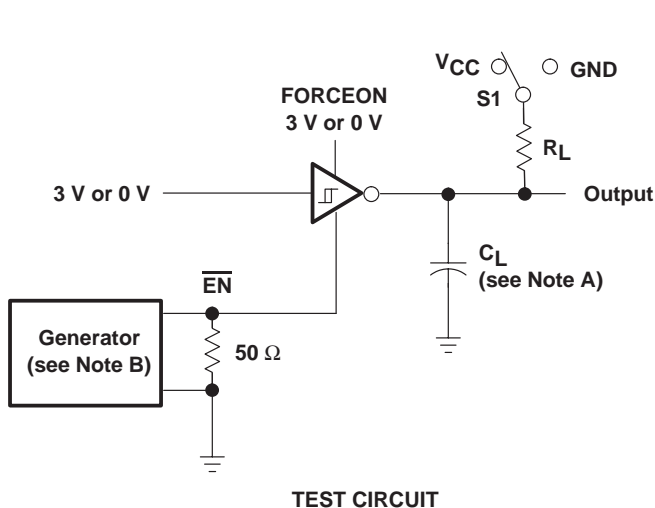 VCC
GND
S1
FORCEON
3 V or 0 V
RL
3 V or 0 V
Output
CL
(see Note A)
EN
Generator
(see Note B)
50 Ω
TEST CIRCUIT